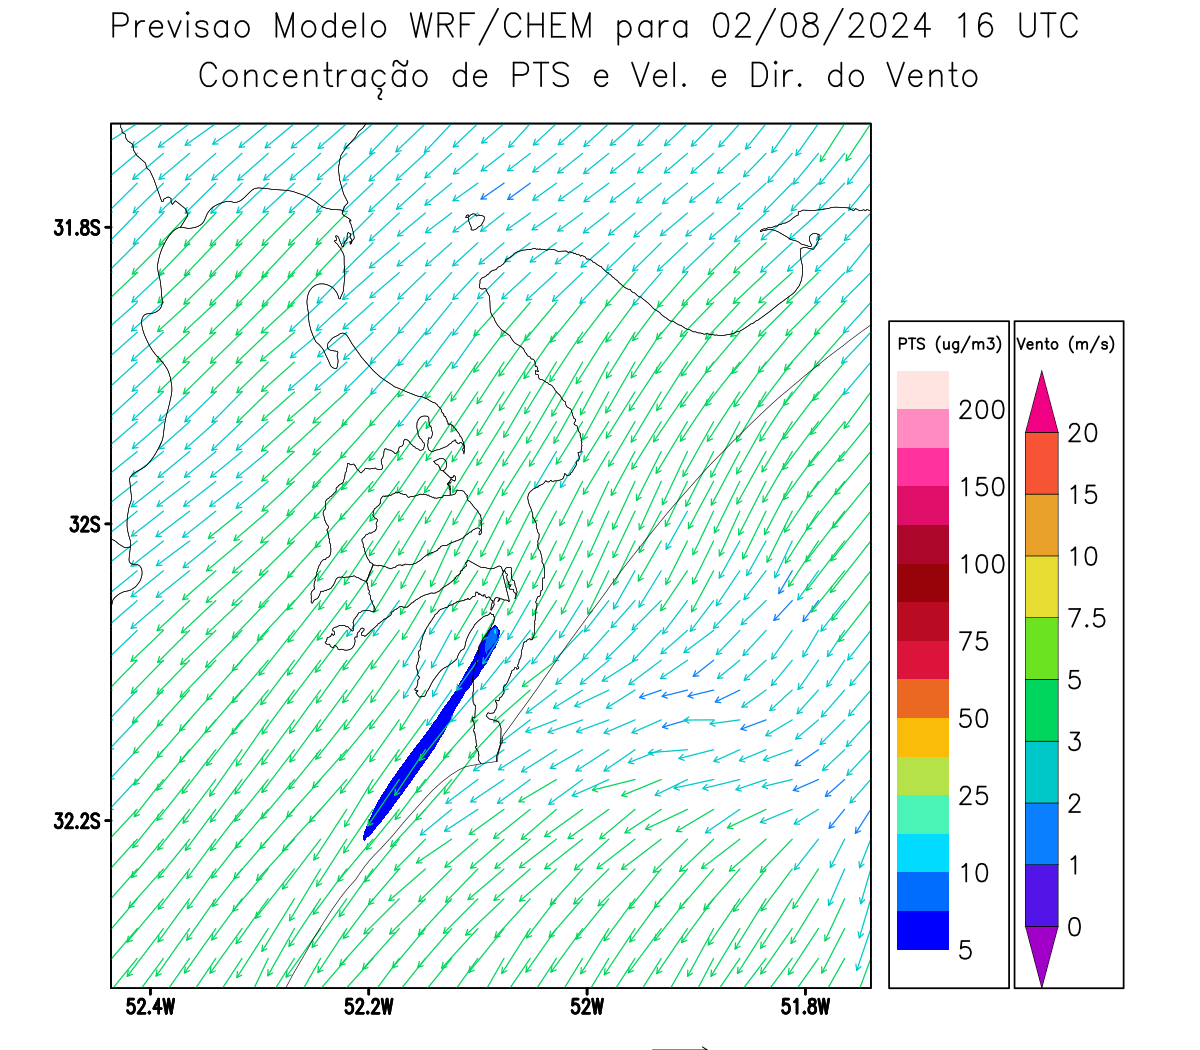 Previsao Modelo WRF/CHEM para 02/08/2024 16 UTC
Concentração de PTS e Vel. e Dir. do Vento
31.8S
32S
32.2S
52.4W
52.2W
52W
51.8W
PTS (ug/m3)
200
150
100
75
50
25
10
5
Vento (m/s)
20
15
10
7.5
5
3
2
1
0